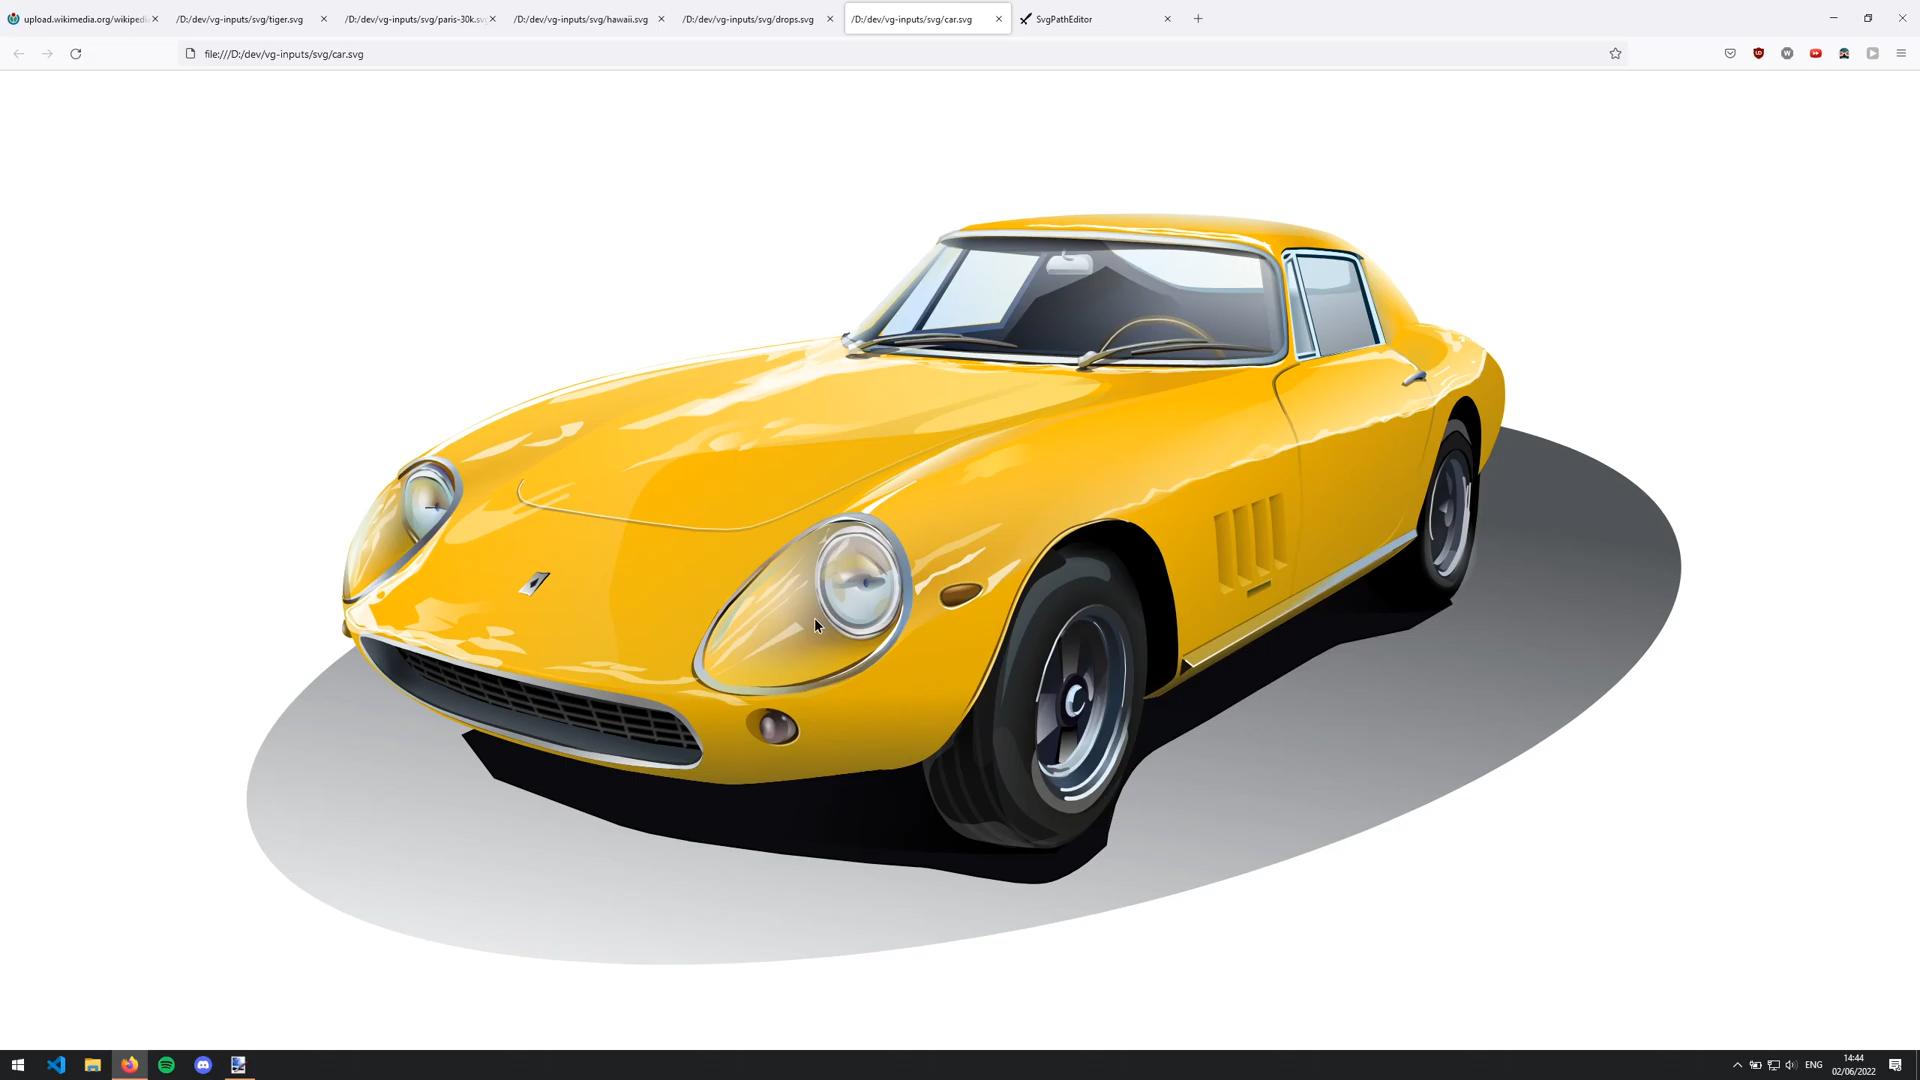 upload.wikimedia.org/wikipedi
/D:/dev/vg-inputs/svg/tiger.svg
/D:/dev/vg-inputs/svg/paris-30k.svg
/D:/dev/vg-inputs/svg/hawaii.svg
/D:/dev/vg-inputs/svg/drops.svg
/D:/dev/vg-inputs/svg/car.svg
SvgPathEditor
file:///D:/dev/vg-inputs/svg/car.svg
ENG
14:44
02/06/2022